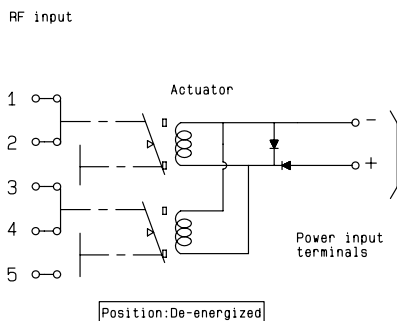 RF input
Actuator
1
2
3
4
5
−
+
Power input
terminals
Position:De-energized